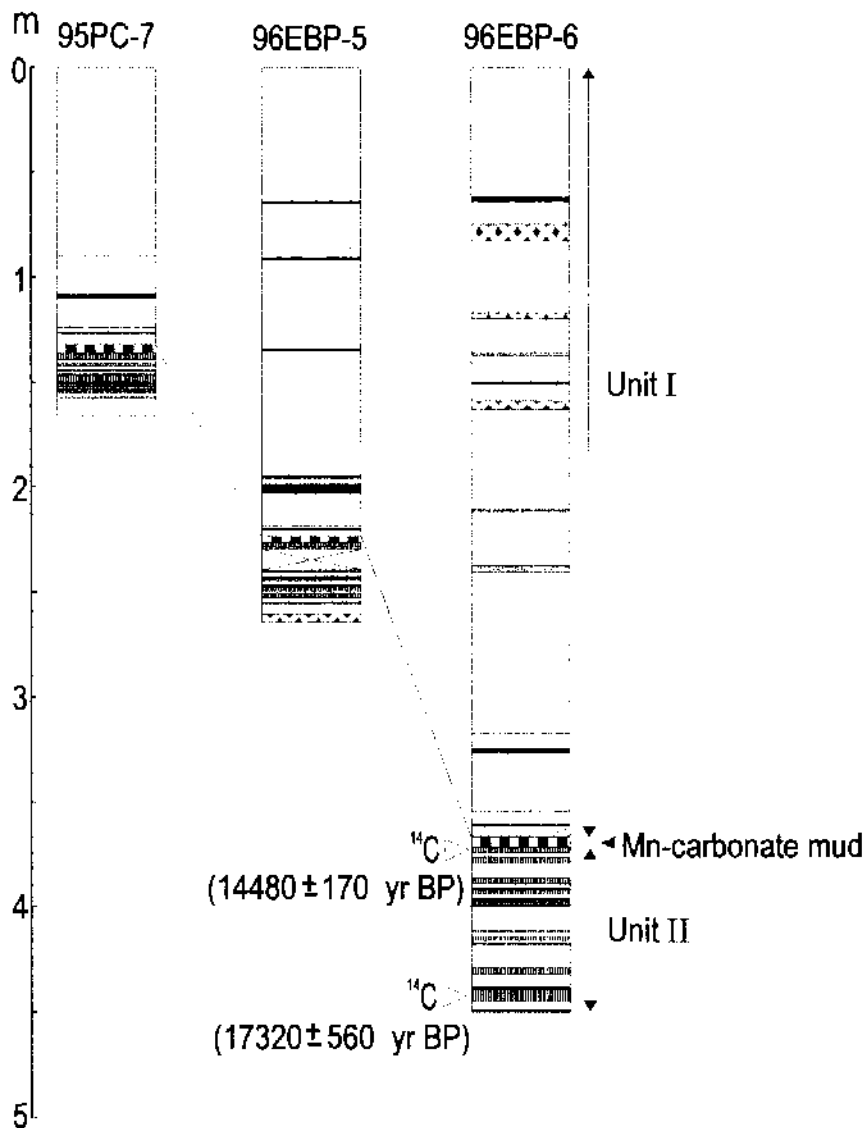 m
95PC-7
96EBP-5
96EBP-6
0
1
2
3
4
5
Unit I
¹⁴C
(14480±170 yr BP)
Mn-carbonate mud
Unit II
¹⁴C
(17320±560 yr BP)